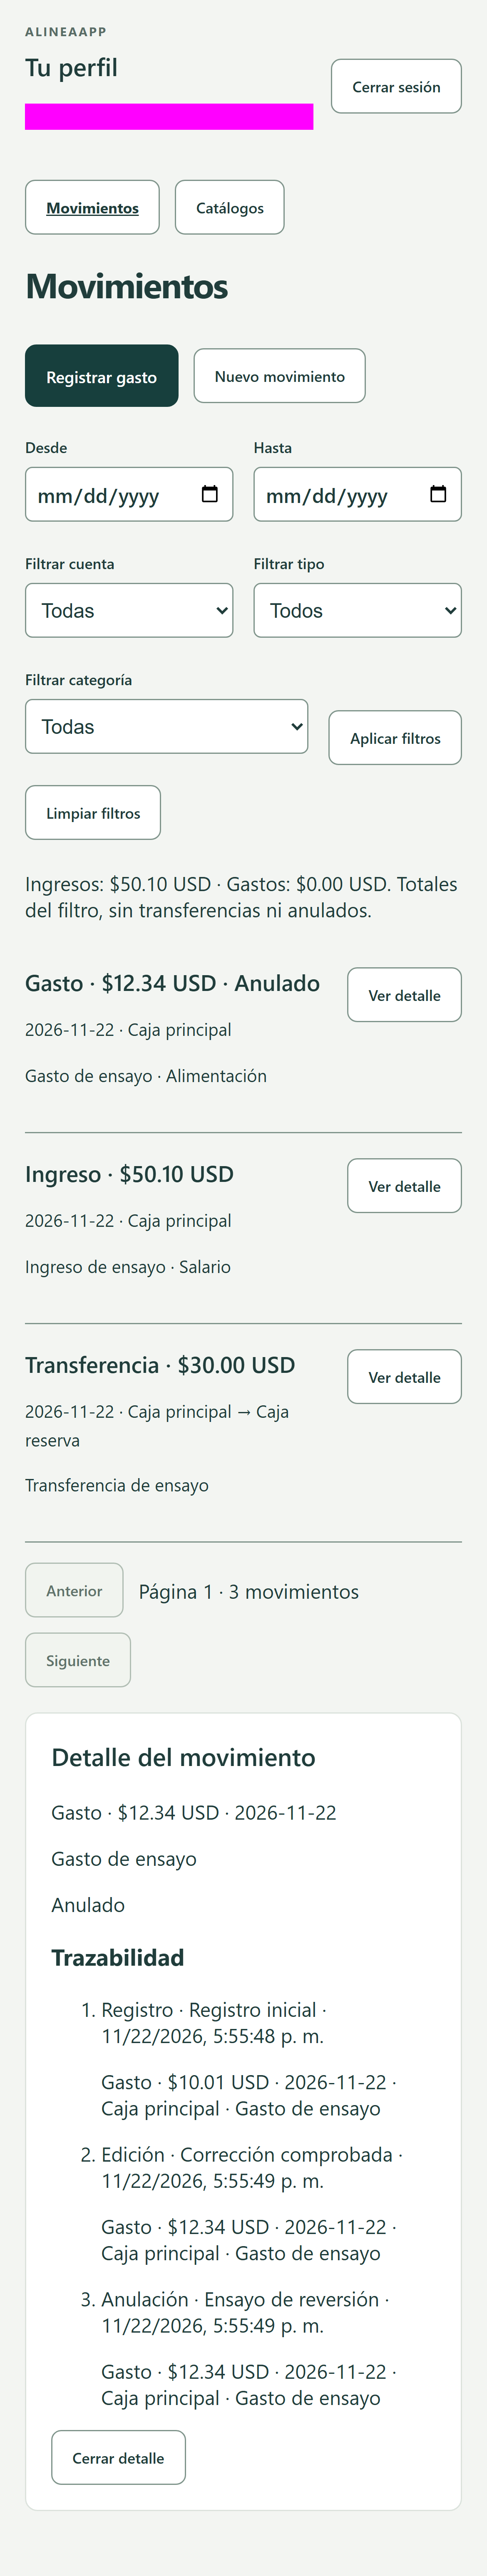 ALINEAAPP
Tu perfil
Cerrar sesión
Movimientos
Catálogos
Movimientos
Registrar gasto
Nuevo movimiento
Desde
Hasta
mm/dd/yyyy
mm/dd/yyyy
Filtrar cuenta
Filtrar tipo
Todas
Todos
Filtrar categoría
Todas
Aplicar filtros
Limpiar filtros
Ingresos: $50.10 USD · Gastos: $0.00 USD. Totales
del filtro, sin transferencias ni anulados.
Gasto · $12.34 USD · Anulado
Ver detalle
2026-11-22 · Caja principal
Gasto de ensayo · Alimentación
Ingreso · $50.10 USD
Ver detalle
2026-11-22 · Caja principal
Ingreso de ensayo · Salario
Transferencia · $30.00 USD
Ver detalle
2026-11-22 · Caja principal → Caja
reserva
Transferencia de ensayo
Anterior
Página 1 · 3 movimientos
Siguiente
Detalle del movimiento
Gasto · $12.34 USD · 2026-11-22
Gasto de ensayo
Anulado
Trazabilidad
1. Registro · Registro inicial ·
11/22/2026, 5:55:48 p. m.
Gasto · $10.01 USD · 2026-11-22 ·
Caja principal · Gasto de ensayo
2. Edición · Corrección comprobada ·
11/22/2026, 5:55:49 p. m.
Gasto · $12.34 USD · 2026-11-22 ·
Caja principal · Gasto de ensayo
3. Anulación · Ensayo de reversión ·
11/22/2026, 5:55:49 p. m.
Gasto · $12.34 USD · 2026-11-22 ·
Caja principal · Gasto de ensayo
Cerrar detalle